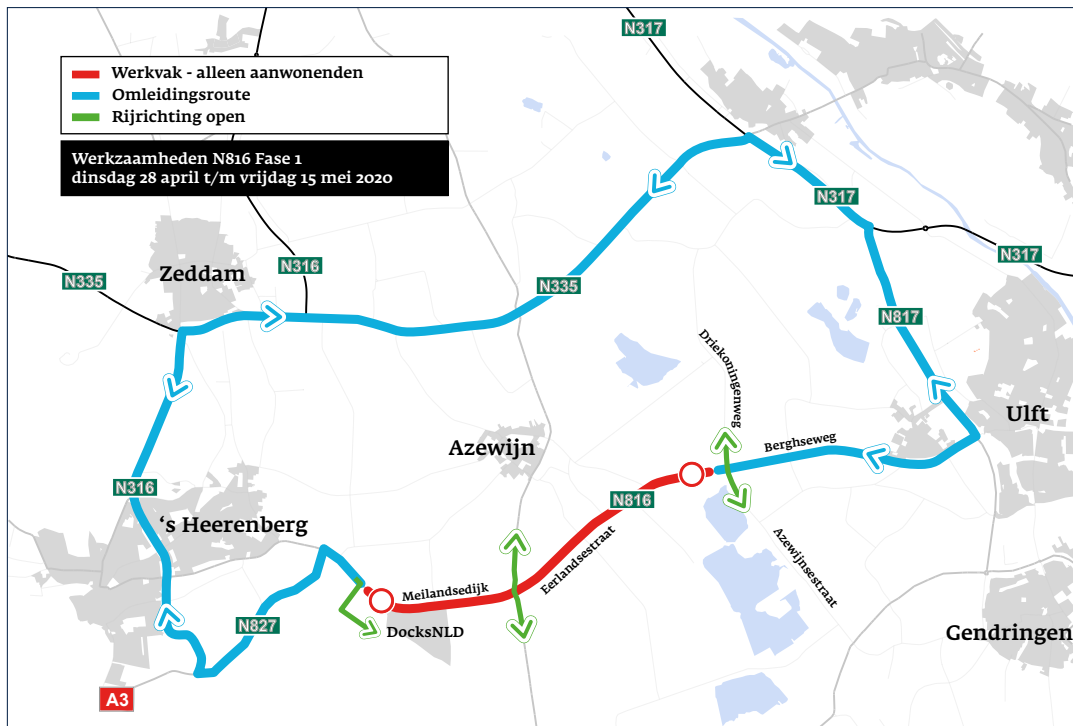 N317
Werkvak - alleen aanwonenden
Omleidingsroute
Rijrichting open
Werkzaamheden N816 Fase 1
dinsdag 28 april t/m vrijdag 15 mei 2020
N317
Zeddam
N316
N335
N335
N317
N817
Driekoningenweg
Ulft
Azewijn
Berghseweg
N316
N816
's Heerenberg
Eerlandsestraat
Azewijnsestraat
Meilandsedijk
N827
DocksNLD
Gendringen
A3